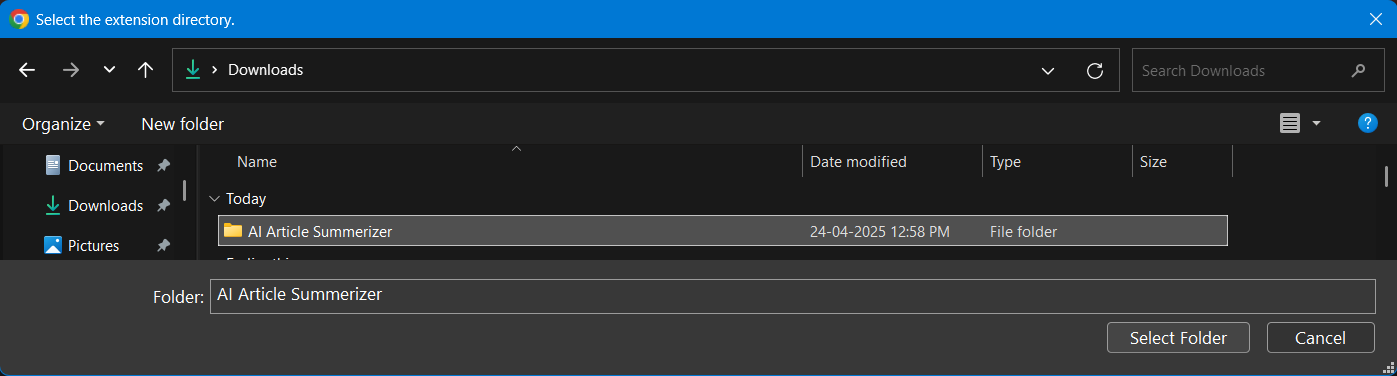 Select the extension directory.
Downloads
Search Downloads
Organize New folder
Name Date modified Type Size
Documents
Today
Downloads
AI Article Summerizer 24-04-2025 12:58 PM File folder
Pictures
Folder: AI Article Summerizer
Select Folder Cancel